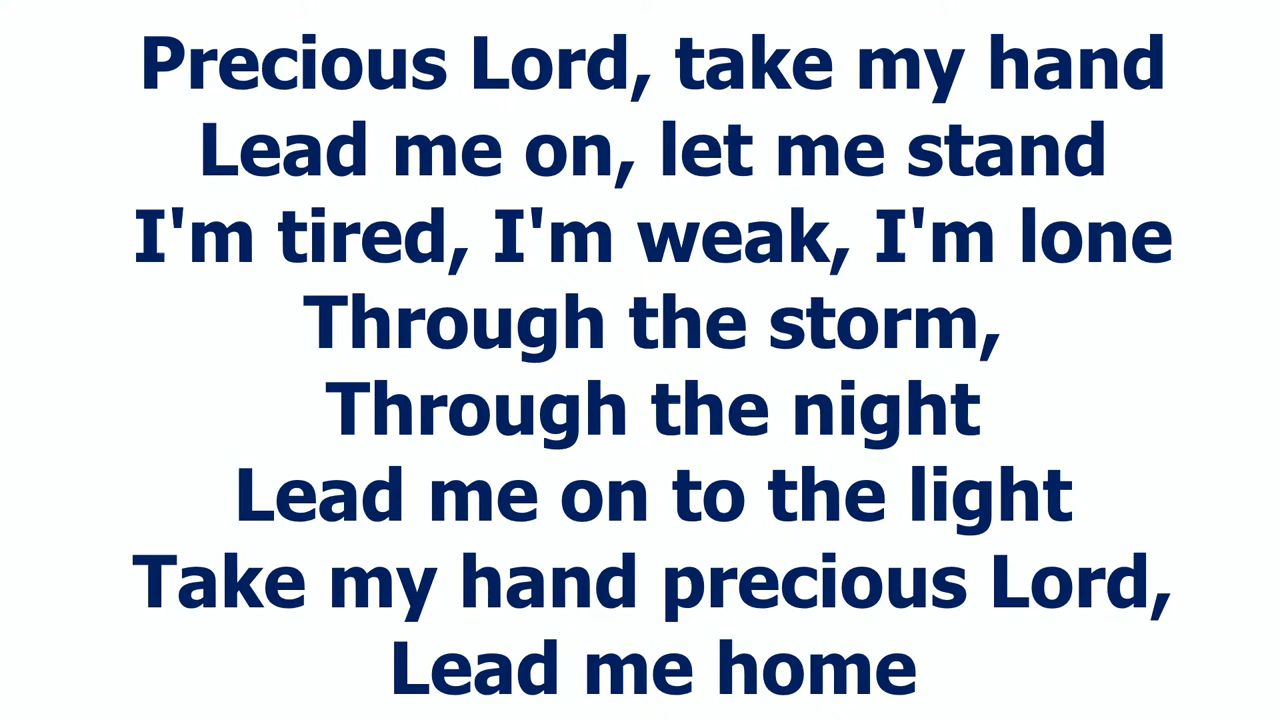 Precious Lord, take my hand
Lead me on, let me stand
I'm tired, I'm weak, I'm lone
Through the storm,
Through the night
Lead me on to the light
Take my hand precious Lord,
Lead me home